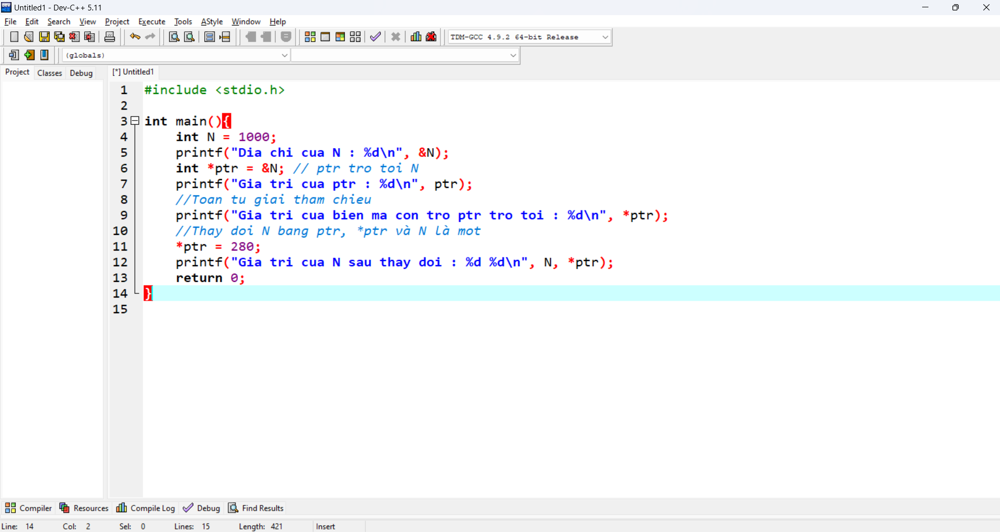 Untitled1 - Dev-C++ 5.11
File Edit Search View Project Execute Tools AStyle Window Help
TDM-GCC 4.9.2 64-bit Release
(globals)
Project Classes Debug [*] Untitled1
1 #include <stdio.h>
2
3 int main(){
4 int N = 1000;
5 printf("Dia chi cua N : %d\n", &N);
6 int *ptr = &N; // ptr tro toi N
7 printf("Gia tri cua ptr : %d\n", ptr);
8 //Toan tu giai tham chieu
9 printf("Gia tri cua bien ma con tro ptr tro toi : %d\n", *ptr);
10 //Thay doi N bang ptr, *ptr và N là mot
11 *ptr = 280;
12 printf("Gia tri cua N sau thay doi : %d %d\n", N, *ptr);
13 return 0;
14 }
15
Compiler Resources Compile Log Debug Find Results
Line: 14 Col: 2 Sel: 0 Lines: 15 Length: 421 Insert